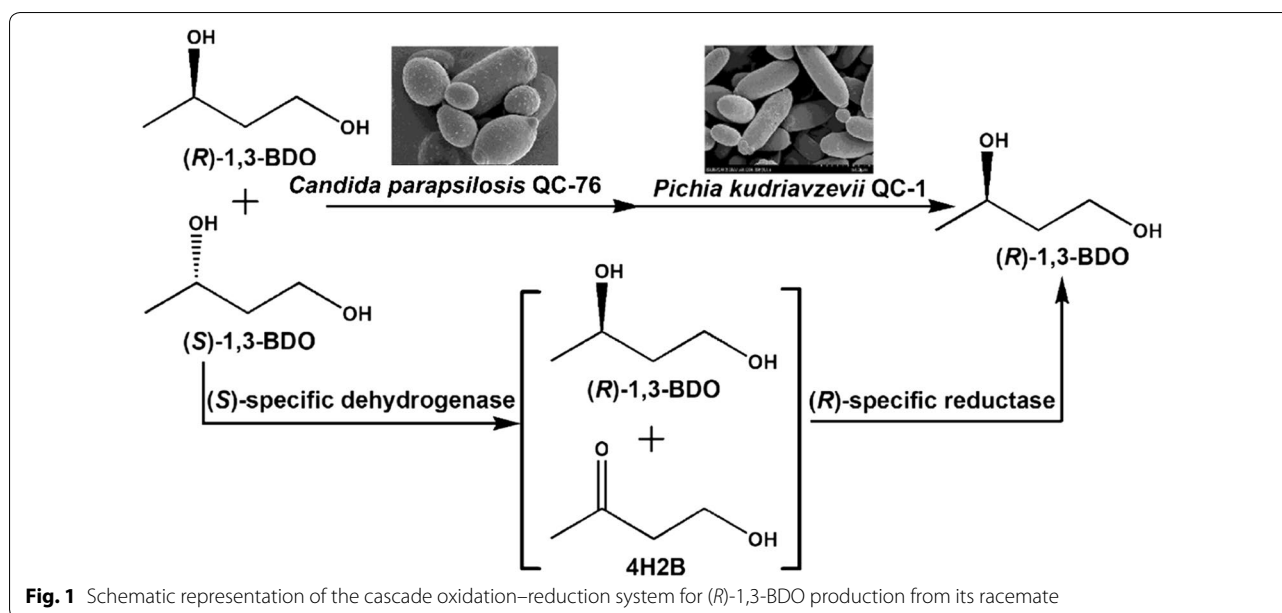 OH
OH
(R)-1,3-BDO
+
OH
OH
(S)-1,3-BDO
Candida parapsilosis QC-76
Pichia kudriavzevii QC-1
OH
OH
(R)-1,3-BDO
(S)-specific dehydrogenase
OH
OH
(R)-1,3-BDO
+
O
OH
4H2B
(R)-specific reductase
Fig. 1 Schematic representation of the cascade oxidation–reduction system for (R)-1,3-BDO production from its racemate